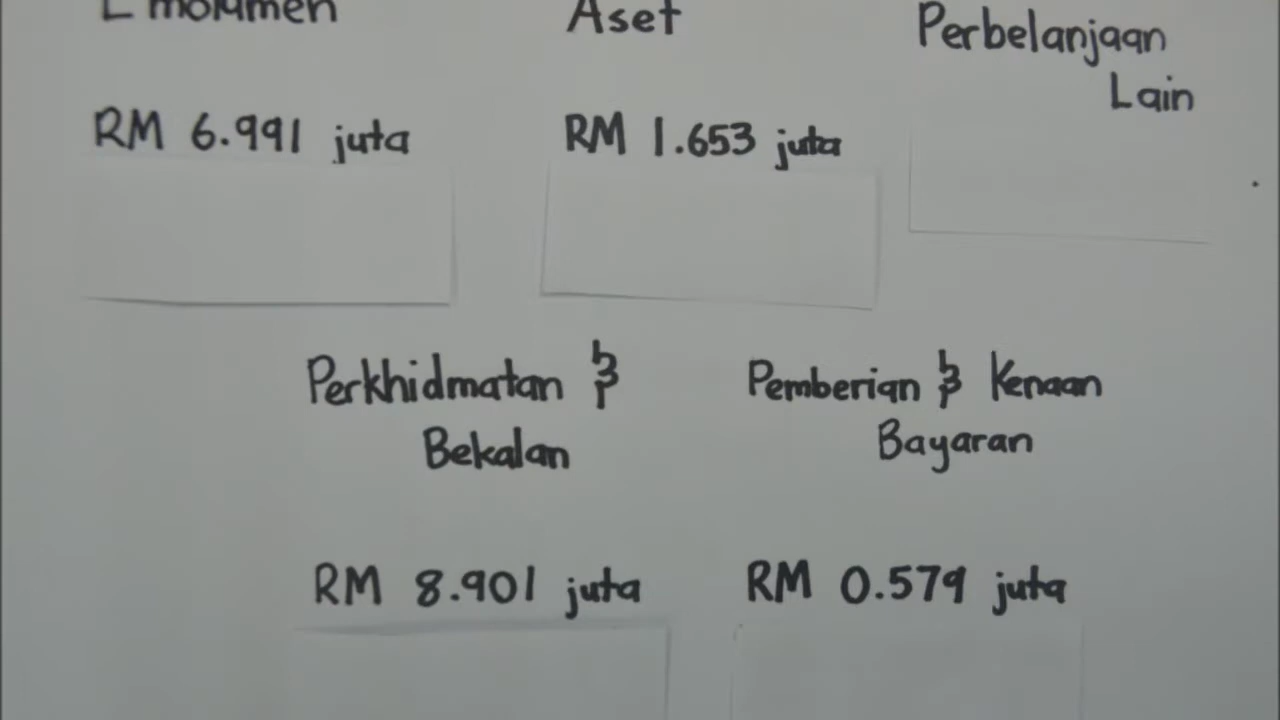 Emolumen
Aset
Perbelanjaan
Lain
RM 6.991 juta
RM 1.653 juta
Perkhidmatan &
Bekalan
Pemberian & Kenaan
Bayaran
RM 8.901 juta
RM 0.579 juta